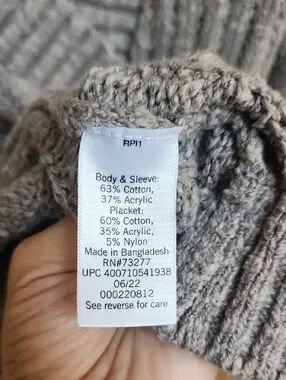 RPI1
Body & Sleeve:
63% Cotton,
37% Acrylic,
Placket:
60% Cotton,
35% Acrylic,
5% Nylon
Made in Bangladesh
RN#73277
UPC 400710541938
06/22
000220812
See reverse for care